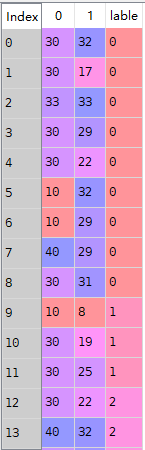 Index 0 1 lable
0 30 32 0
1 30 17 0
2 33 33 0
3 30 29 0
4 30 22 0
5 10 32 0
6 10 29 0
7 40 29 0
8 30 31 0
9 10 8 1
10 30 19 1
11 30 25 1
12 30 22 2
13 40 32 2